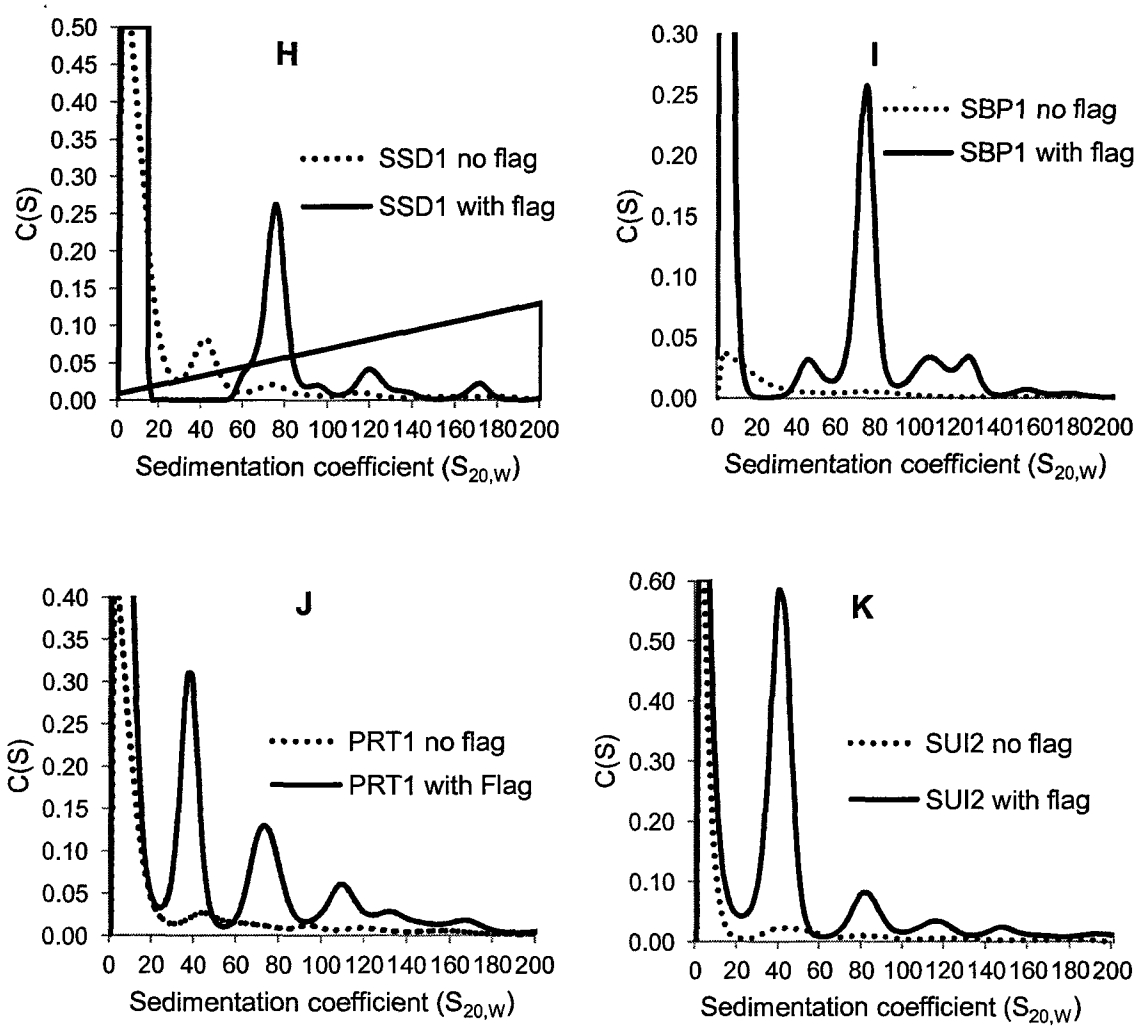 H
0.50
0.45
0.40
0.35
0.30
0.25
0.20
0.15
0.10
0.05
0.00
C(S)
SSD1 no flag
SSD1 with flag
0 20 40 60 80 100 120 140 160 180 200
Sedimentation coefficient (S20,W)
I
0.30
0.25
0.20
0.15
0.10
0.05
0.00
C(S)
SBP1 no flag
SBP1 with flag
0 20 40 60 80 100 120 140 160 180 200
Sedimentation coefficient (S20,W)
J
0.40
0.35
0.30
0.25
0.20
0.15
0.10
0.05
0.00
C(S)
PRT1 no flag
PRT1 with Flag
0 20 40 60 80 100 120 140 160 180 200
Sedimentation coefficient (S20,W)
K
0.60
0.50
0.40
0.30
0.20
0.10
0.00
C(S)
SUI2 no flag
SUI2 with flag
0 20 40 60 80 100 120 140 160 180 200
Sedimentation coefficient (S20,W)